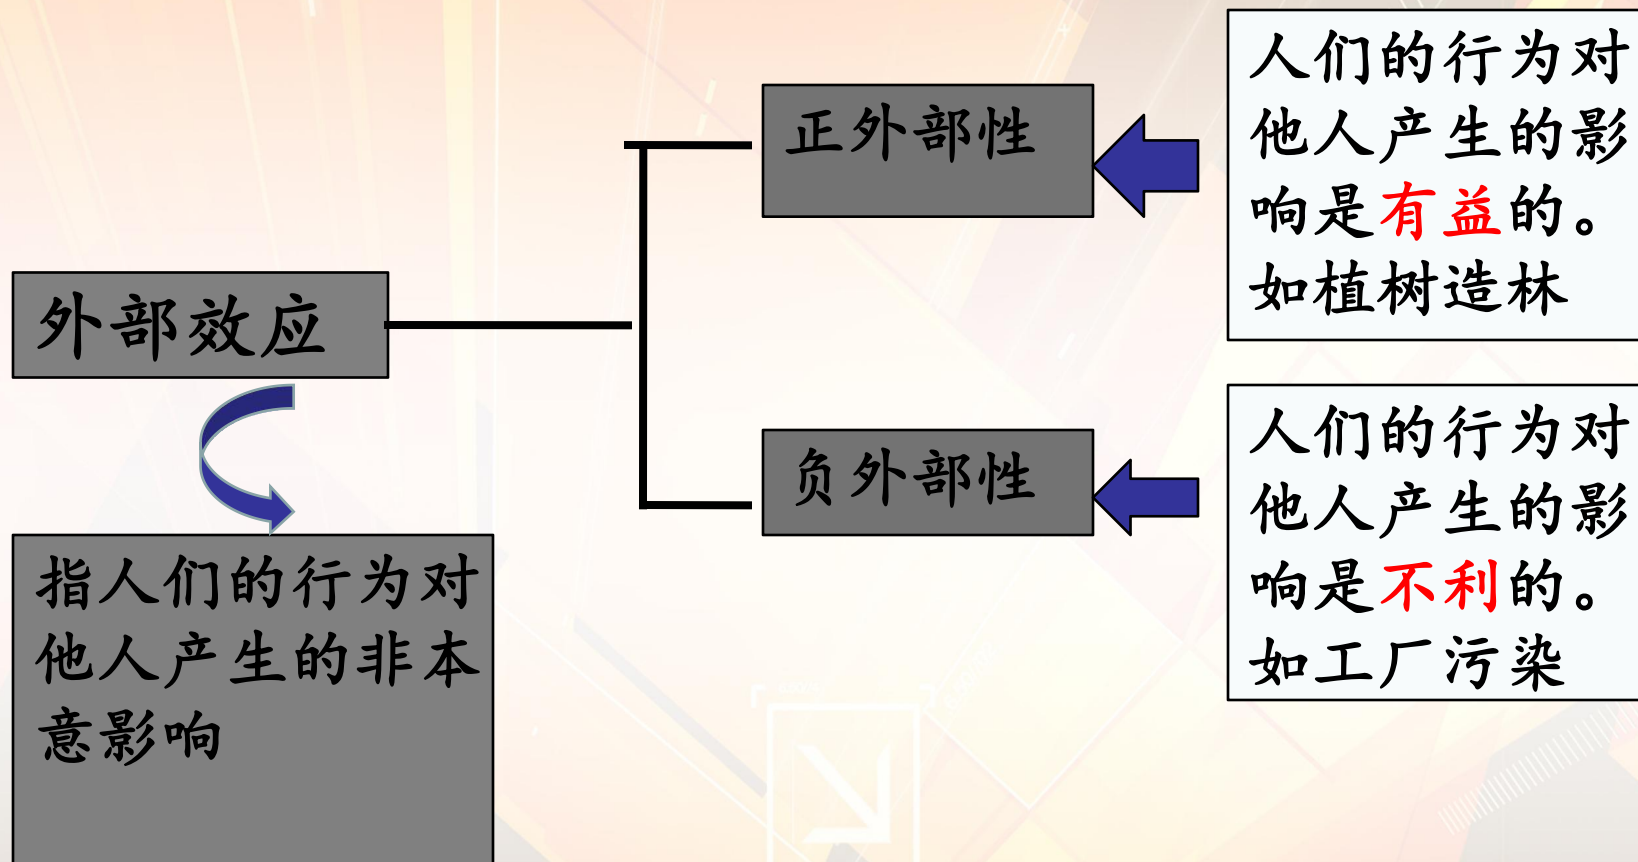 外部效应
指人们的行为对
他人产生的非本
意影响
正外部性
人们的行为对
他人产生的影
响是有益的。
如植树造林
负外部性
人们的行为对
他人产生的影
响是不利的。
如工厂污染